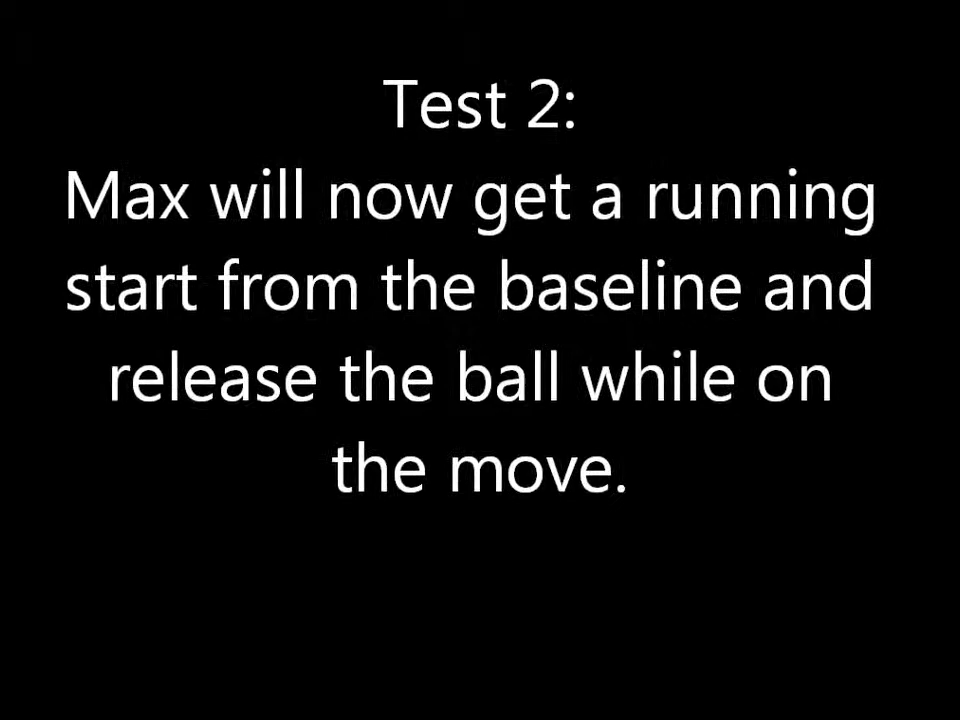 Test 2:
Max will now get a running
start from the baseline and
release the ball while on
the move.